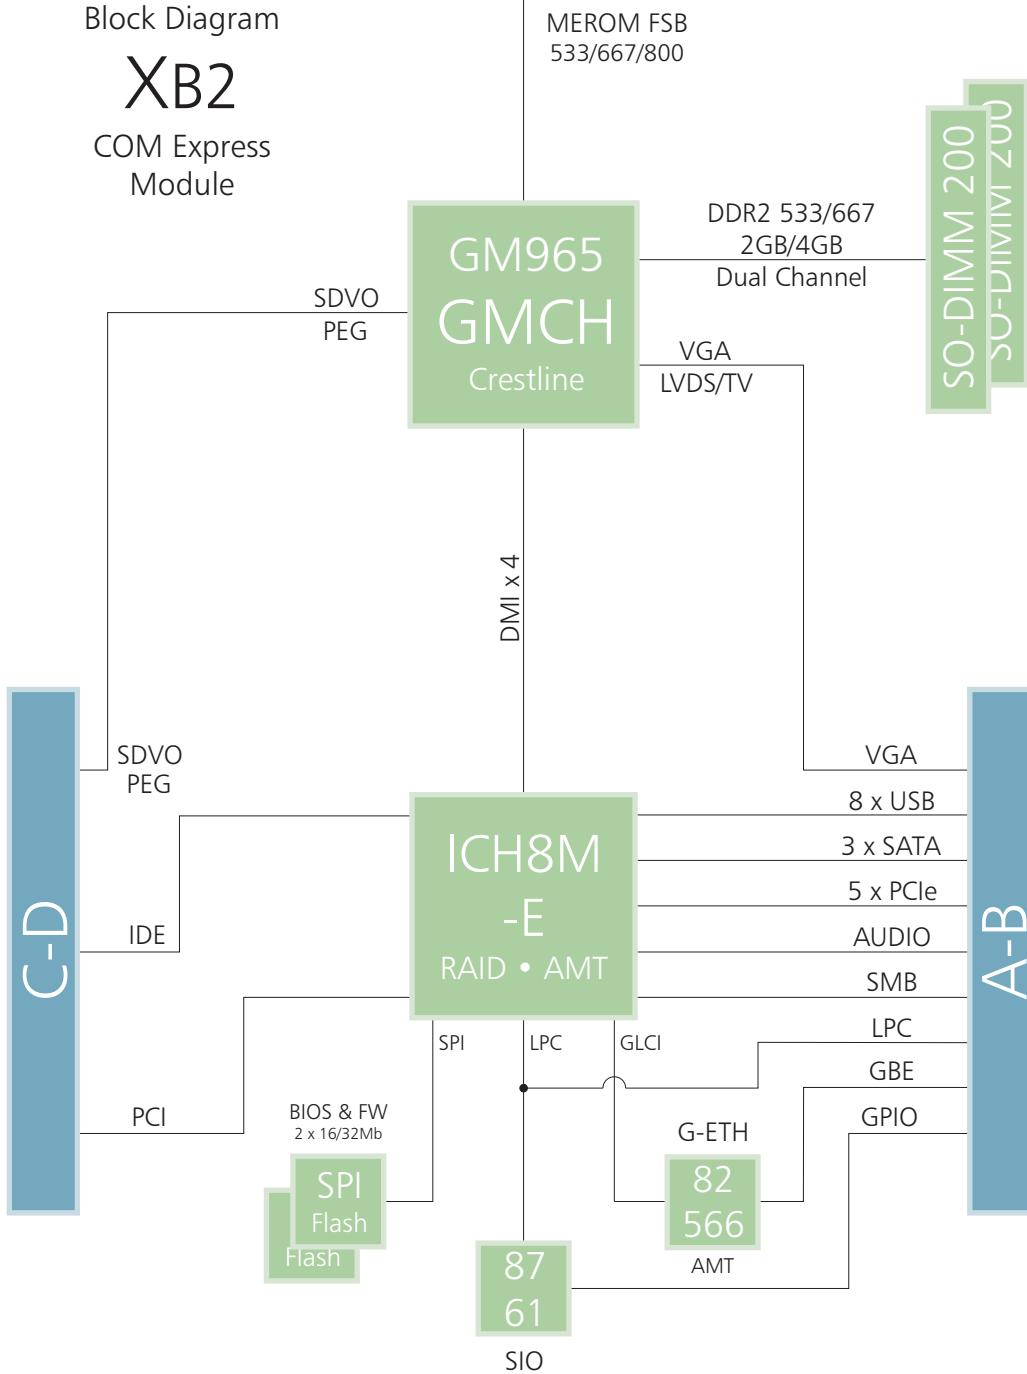 Block Diagram
XB2
COM Express
Module
MEROM FSB
533/667/800
SO-DIMM 200
SO-DIMM 200
DDR2 533/667
2GB/4GB
Dual Channel
GM965
GMCH
Crestline
SDVO
PEG
VGA
LVDS/TV
DMI x 4
SDVO
PEG
VGA
8 x USB
3 x SATA
5 x PCIe
AUDIO
SMB
LPC
GBE
GPIO
ICH8M
-E
RAID • AMT
C-D
A-B
IDE
PCI
SPI
LPC
GLCI
BIOS & FW
2 x 16/32Mb
SPI
Flash
Flash
G-ETH
82
566
AMT
87
61
SIO